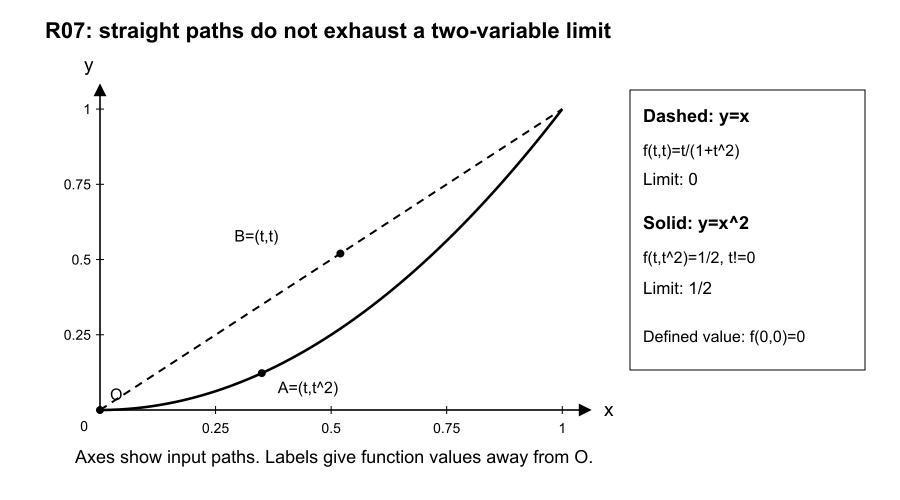 R07: straight paths do not exhaust a two-variable limit
y
1
0.75
0.5
0.25
0
0.25
0.5
0.75
1
x
O
B=(t,t)
A=(t,t^2)
Dashed: y=x
f(t,t)=t/(1+t^2)
Limit: 0
Solid: y=x^2
f(t,t^2)=1/2, t!=0
Limit: 1/2
Defined value: f(0,0)=0
Axes show input paths. Labels give function values away from O.